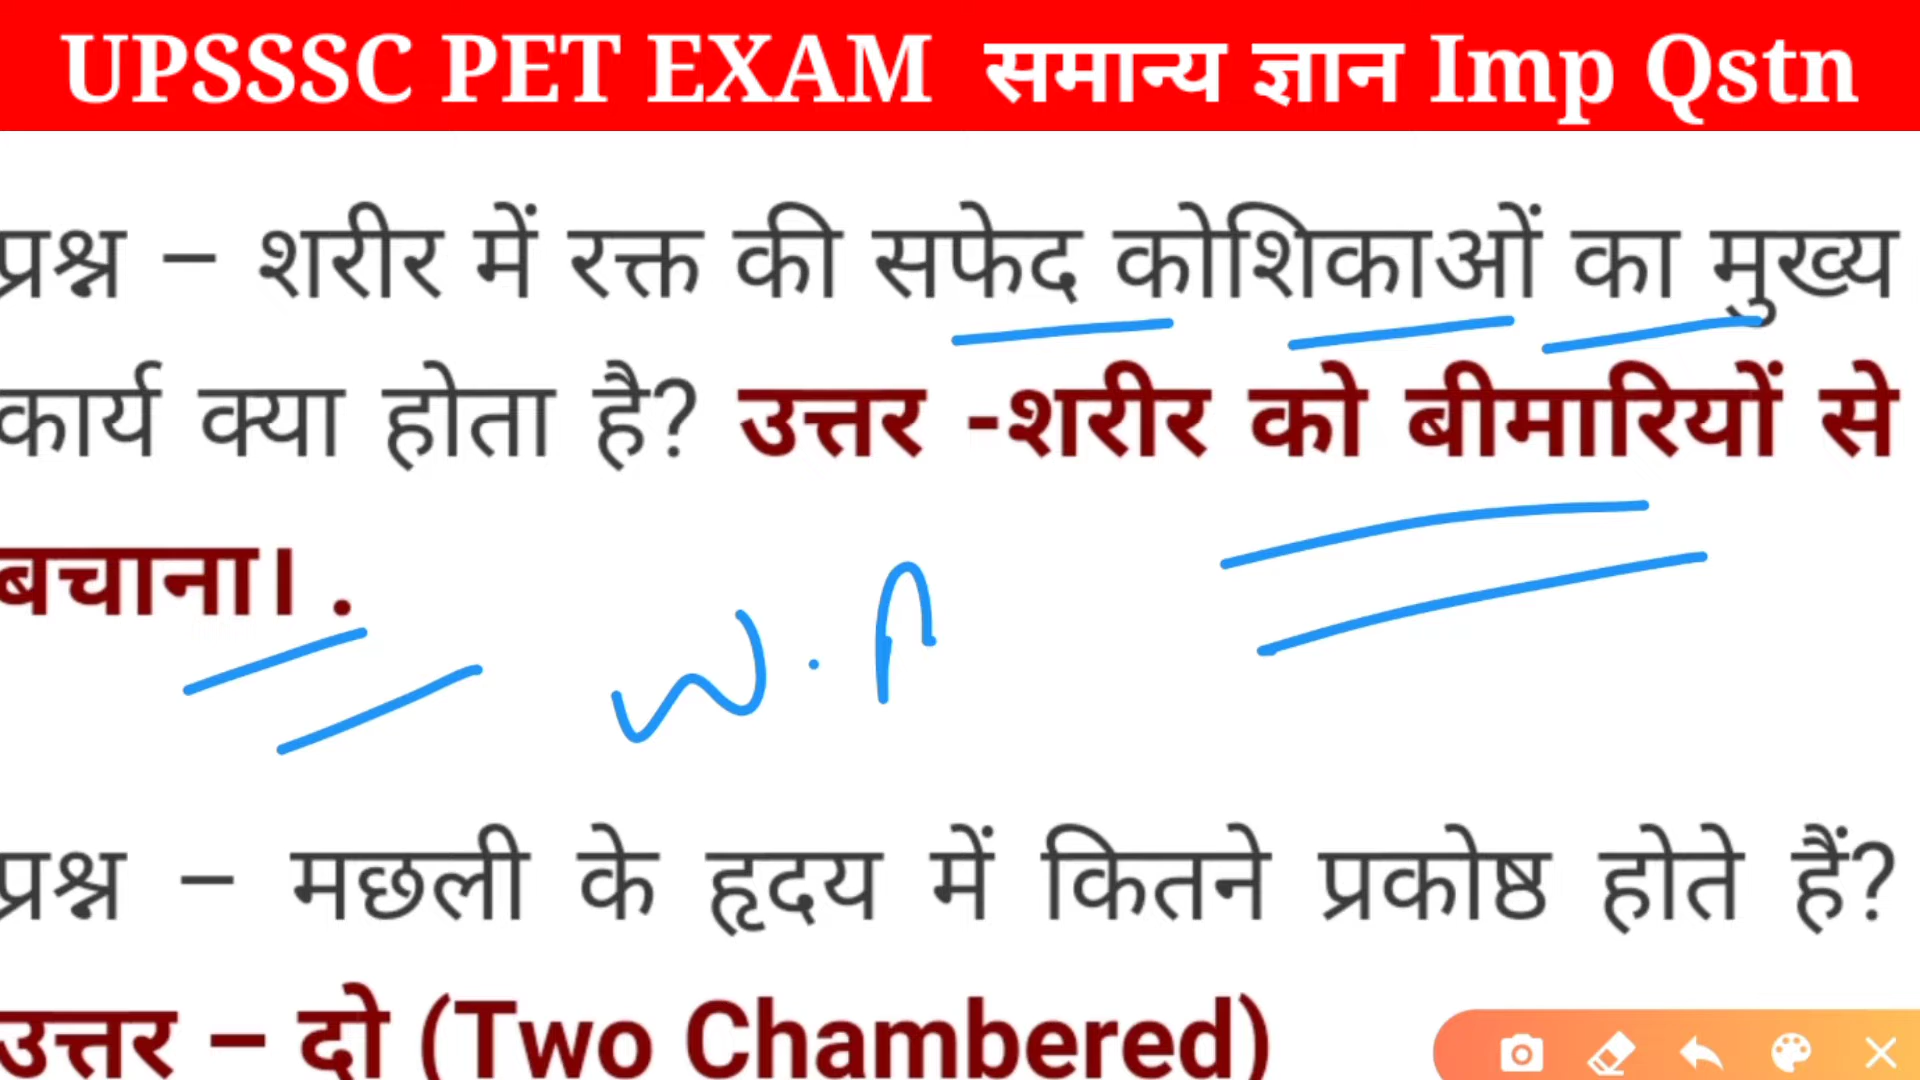 UPSSSC PET EXAM समान्य ज्ञान Imp Qstn
प्रश्न – शरीर में रक्त की सफेद कोशिकाओं का मुख्य
कार्य क्या होता है? उत्तर -शरीर को बीमारियों से
बचाना। .
W.
प्रश्न – मछली के हृदय में कितने प्रकोष्ठ होते हैं?
उत्तर – दो (Two Chambered)